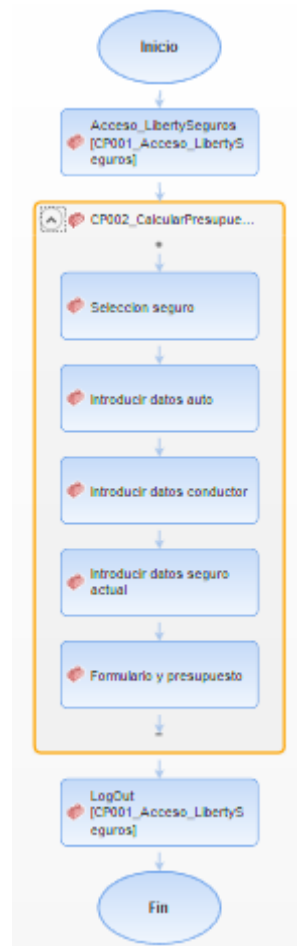 Inicio
Acceso_LibertySeguros
[CP001_Acceso_LibertyS
eguros]
CP002_CalcularPresupue...
Seleccion seguro
Introducir datos auto
Introducir datos conductor
Introducir datos seguro
actual
Formulario y presupuesto
LogOut
[CP001_Acceso_LibertyS
eguros]
Fin